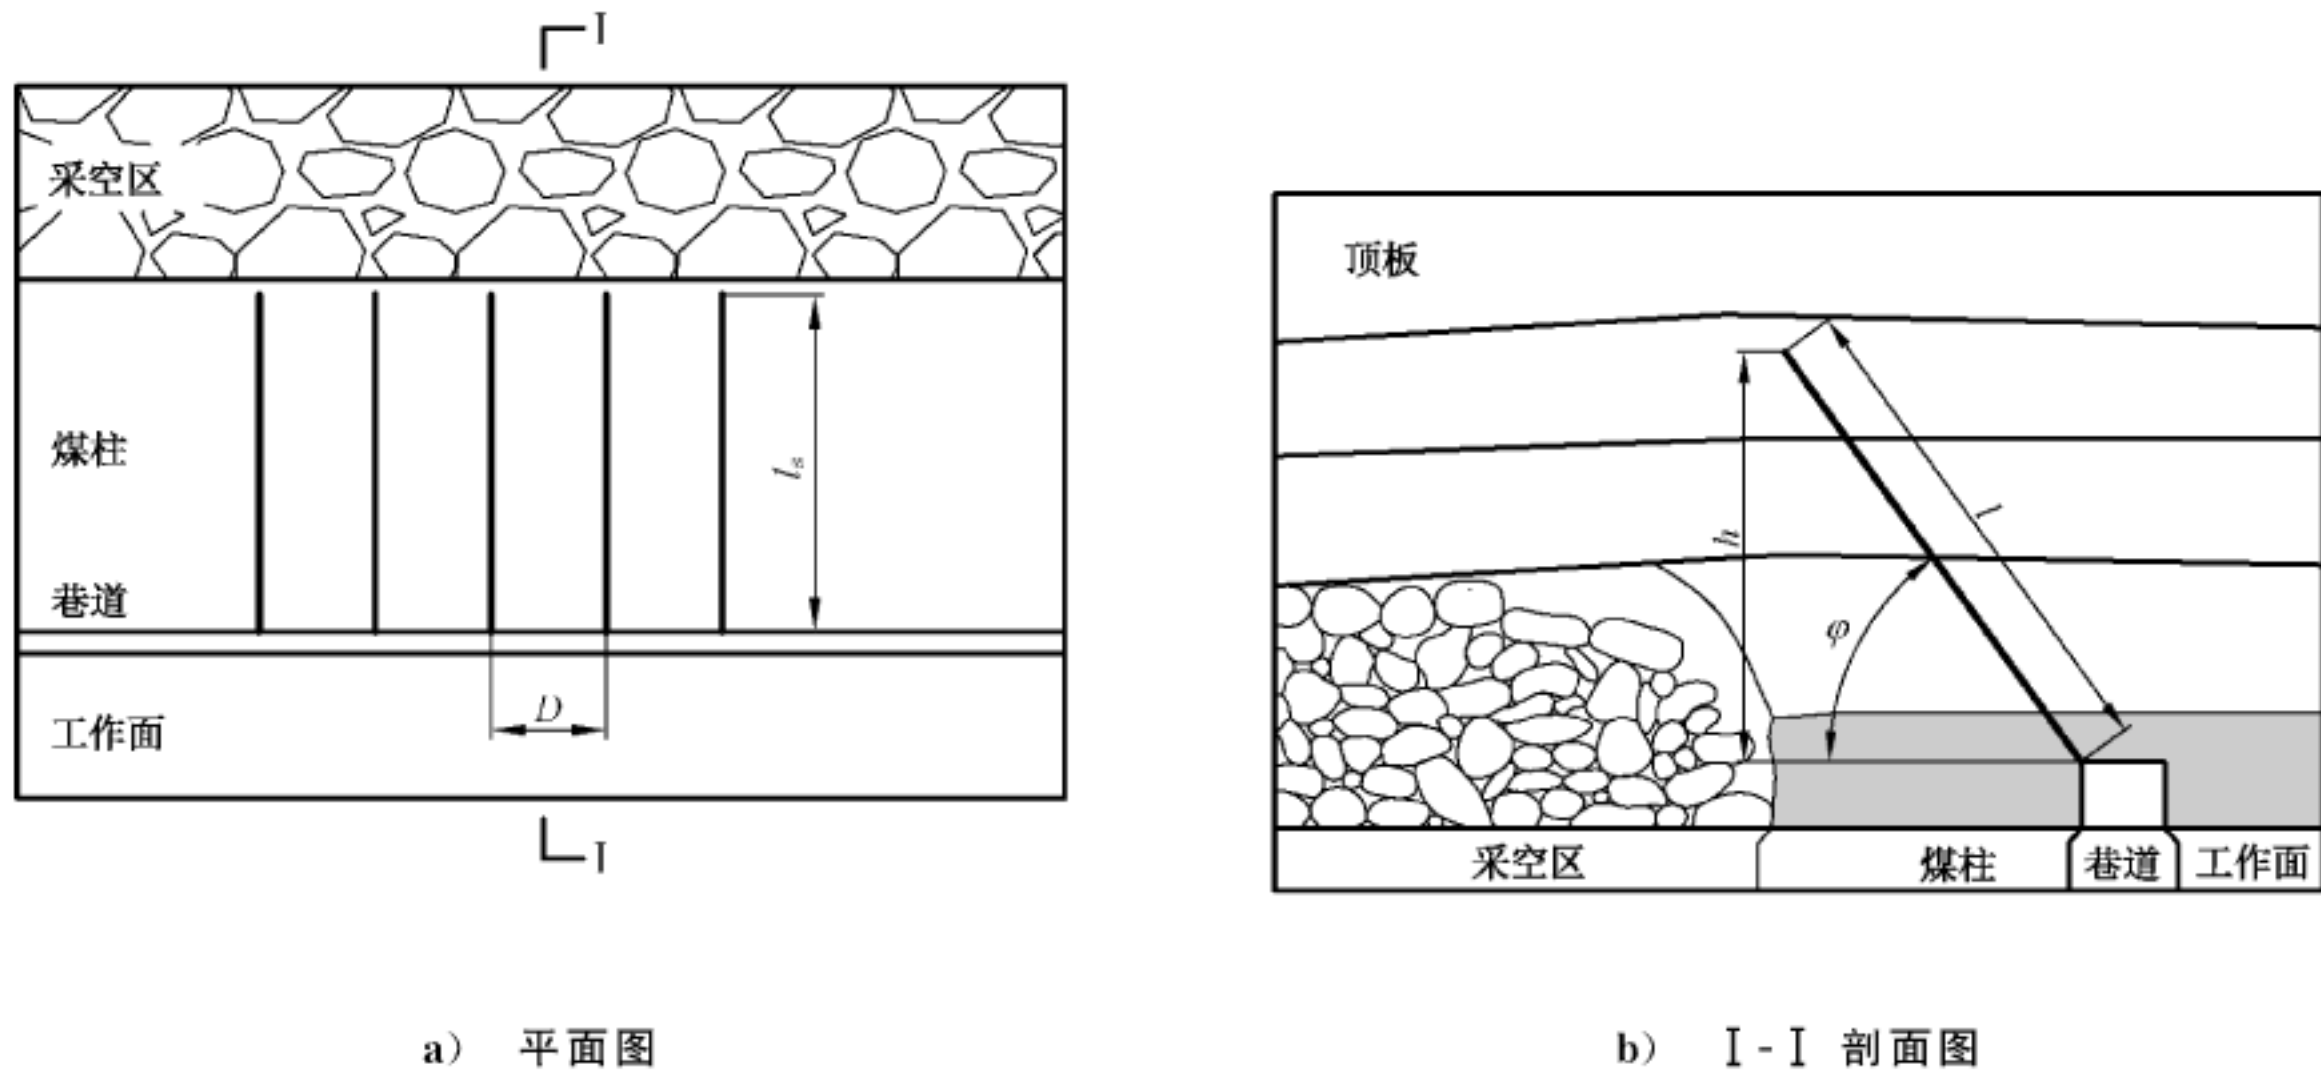 I
采空区
煤柱
lₐ
巷道
D
工作面
I
a) 平面图
顶板
h
l
φ
采空区 煤柱 巷道 工作面
b) I-I 剖面图